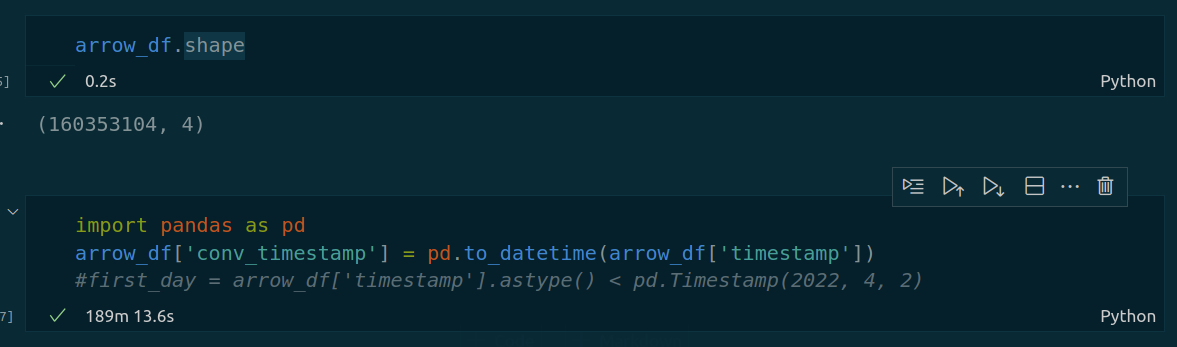 arrow_df.shape
5]
0.2s
Python
(160353104, 4)
import pandas as pd
arrow_df['conv_timestamp'] = pd.to_datetime(arrow_df['timestamp'])
#first_day = arrow_df['timestamp'].astype() < pd.Timestamp(2022, 4, 2)
7]
189m 13.6s
Python